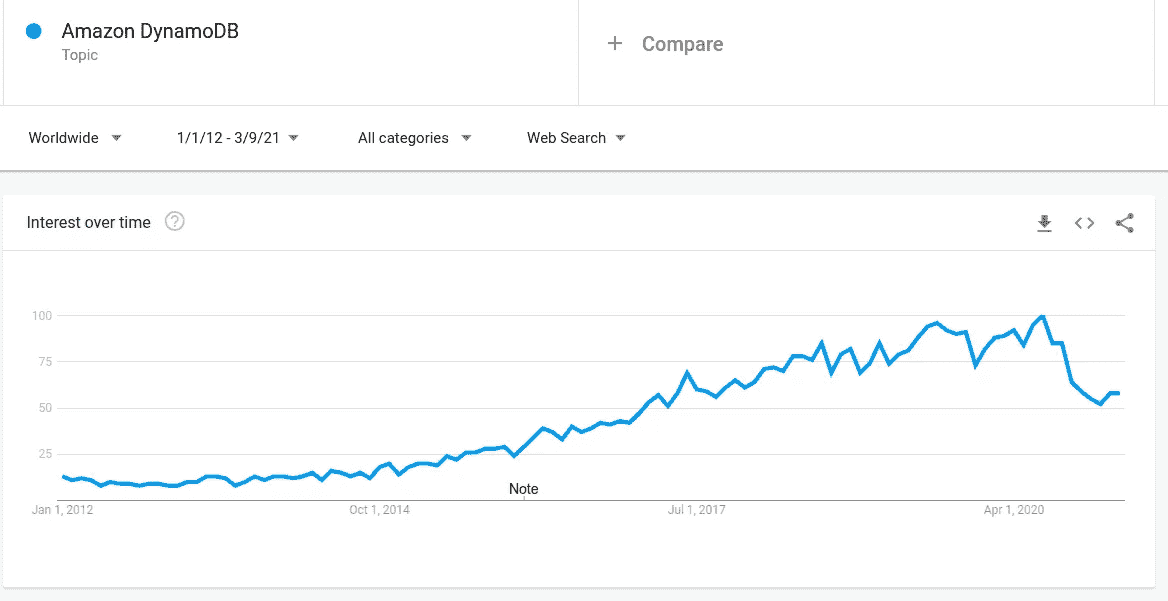 Amazon DynamoDB
Topic
+ Compare
Worldwide 1/1/12 - 3/9/21 All categories Web Search
Interest over time ?
100
75
50
25
Note
Jan 1, 2012 Oct 1, 2014 Jul 1, 2017 Apr 1, 2020